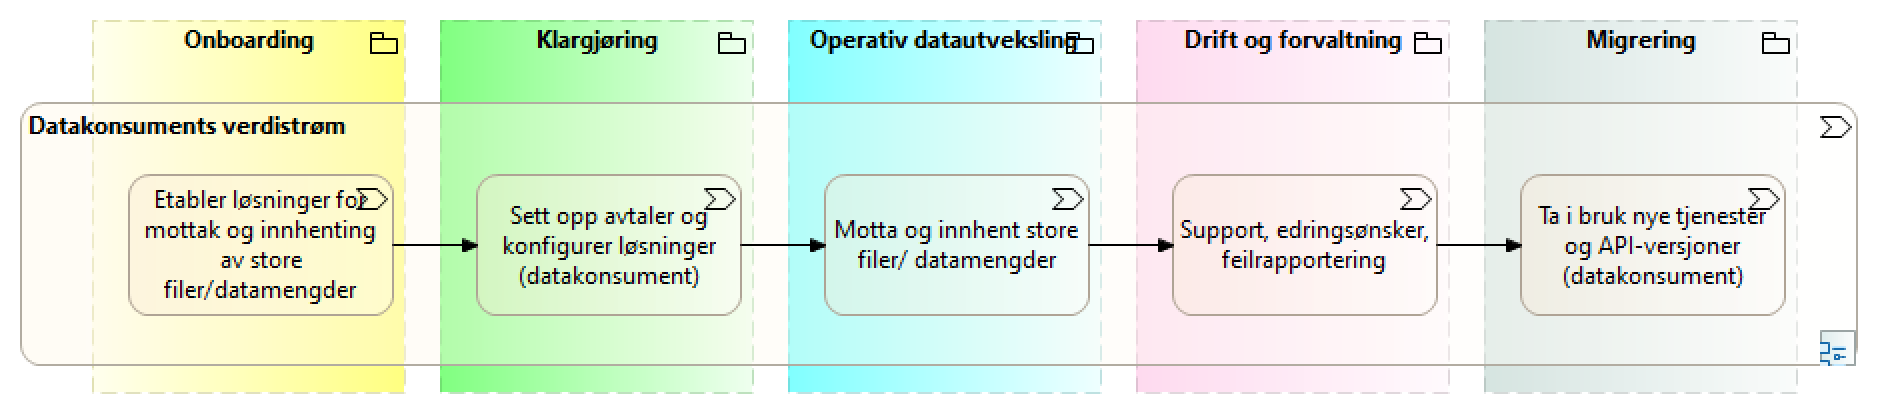 Onboarding
Klargjøring
Operativ datautveksling
Drift og forvaltning
Migrering
Datakonsuments verdistrøm
Etabler løsninger for
mottak og innhenting
av store
filer/datamengder
Sett opp avtaler og
konfigurer løsninger
(datakonsument)
Motta og innhent store
filer/ datamengder
Support, edringsønsker,
feilrapportering
Ta i bruk nye tjenester
og API-versjoner
(datakonsument)